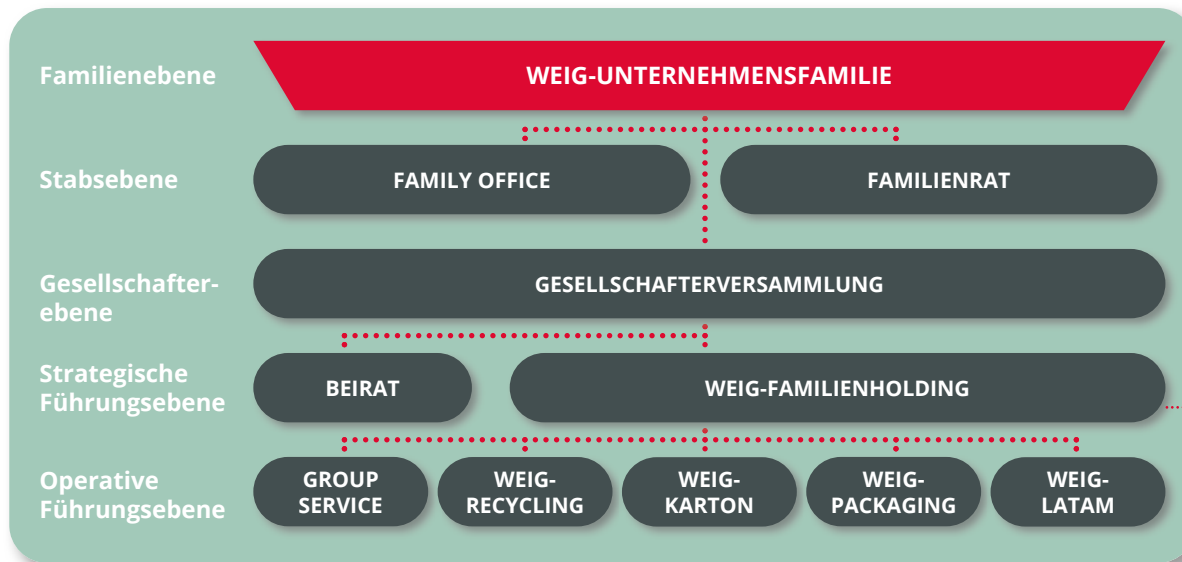 Familienebene
WEIG-UNTERNEHMENSFAMILIE
Stabsebene
FAMILY OFFICE
FAMILIENRAT
Gesellschafter-
ebene
GESELLSCHAFTERVERSAMMLUNG
Strategische
Führungsebene
BEIRAT
WEIG-FAMILIENHOLDING
Operative
Führungsebene
GROUP
SERVICE
WEIG-
RECYCLING
WEIG-
KARTON
WEIG-
PACKAGING
WEIG-
LATAM